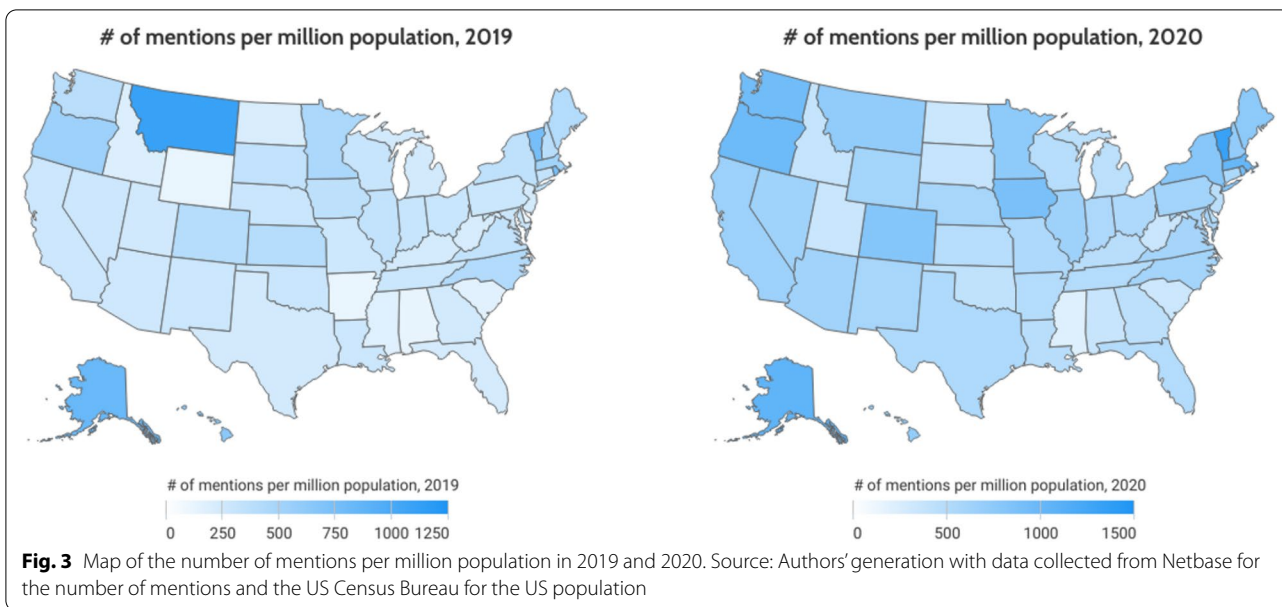 # of mentions per million population, 2019
# of mentions per million population, 2020
# of mentions per million population, 2019
0 250 500 750 1000 1250
# of mentions per million population, 2020
0 500 1000 1500
Fig. 3 Map of the number of mentions per million population in 2019 and 2020. Source: Authors’ generation with data collected from Netbase for
the number of mentions and the US Census Bureau for the US population